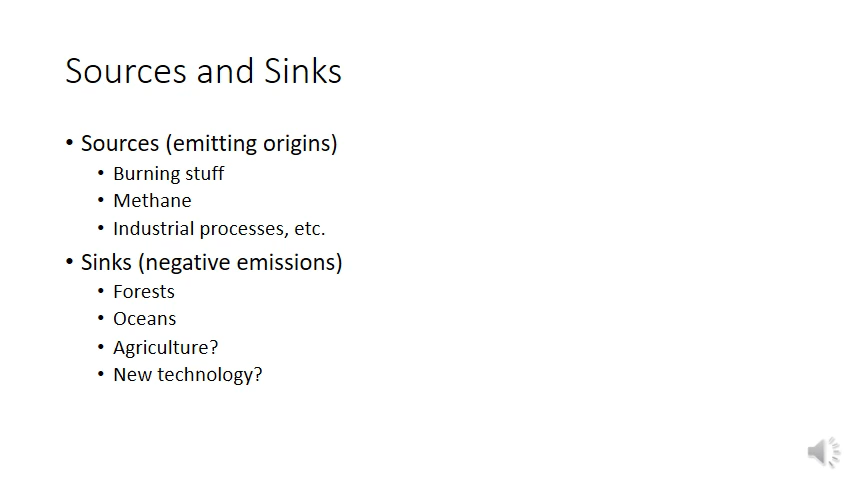 Sources and Sinks
• Sources (emitting origins)
• Burning stuff
• Methane
• Industrial processes, etc.
• Sinks (negative emissions)
• Forests
• Oceans
• Agriculture?
• New technology?